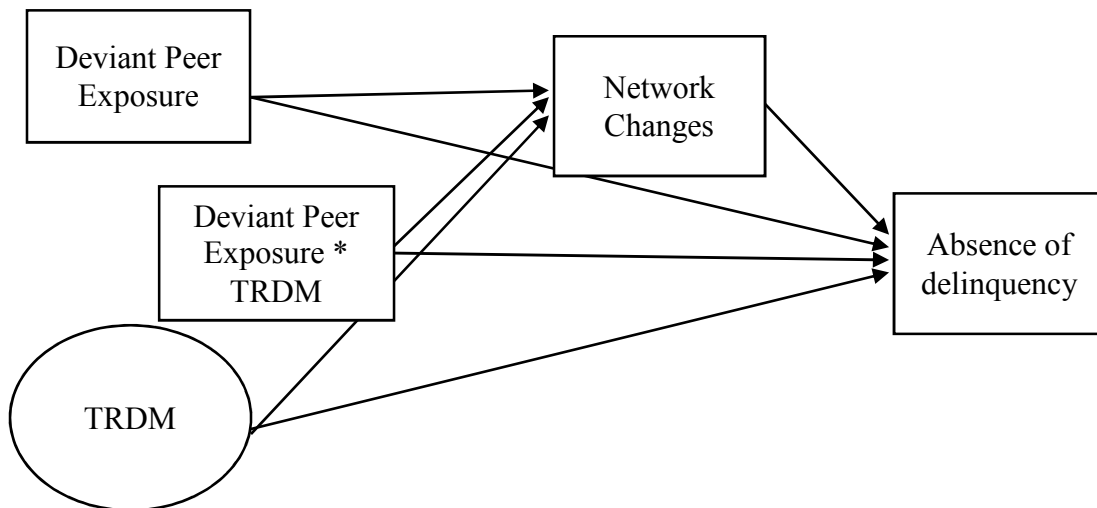 Deviant Peer
Exposure
Network
Changes
Deviant Peer
Exposure *
TRDM
Absence of
delinquency
TRDM